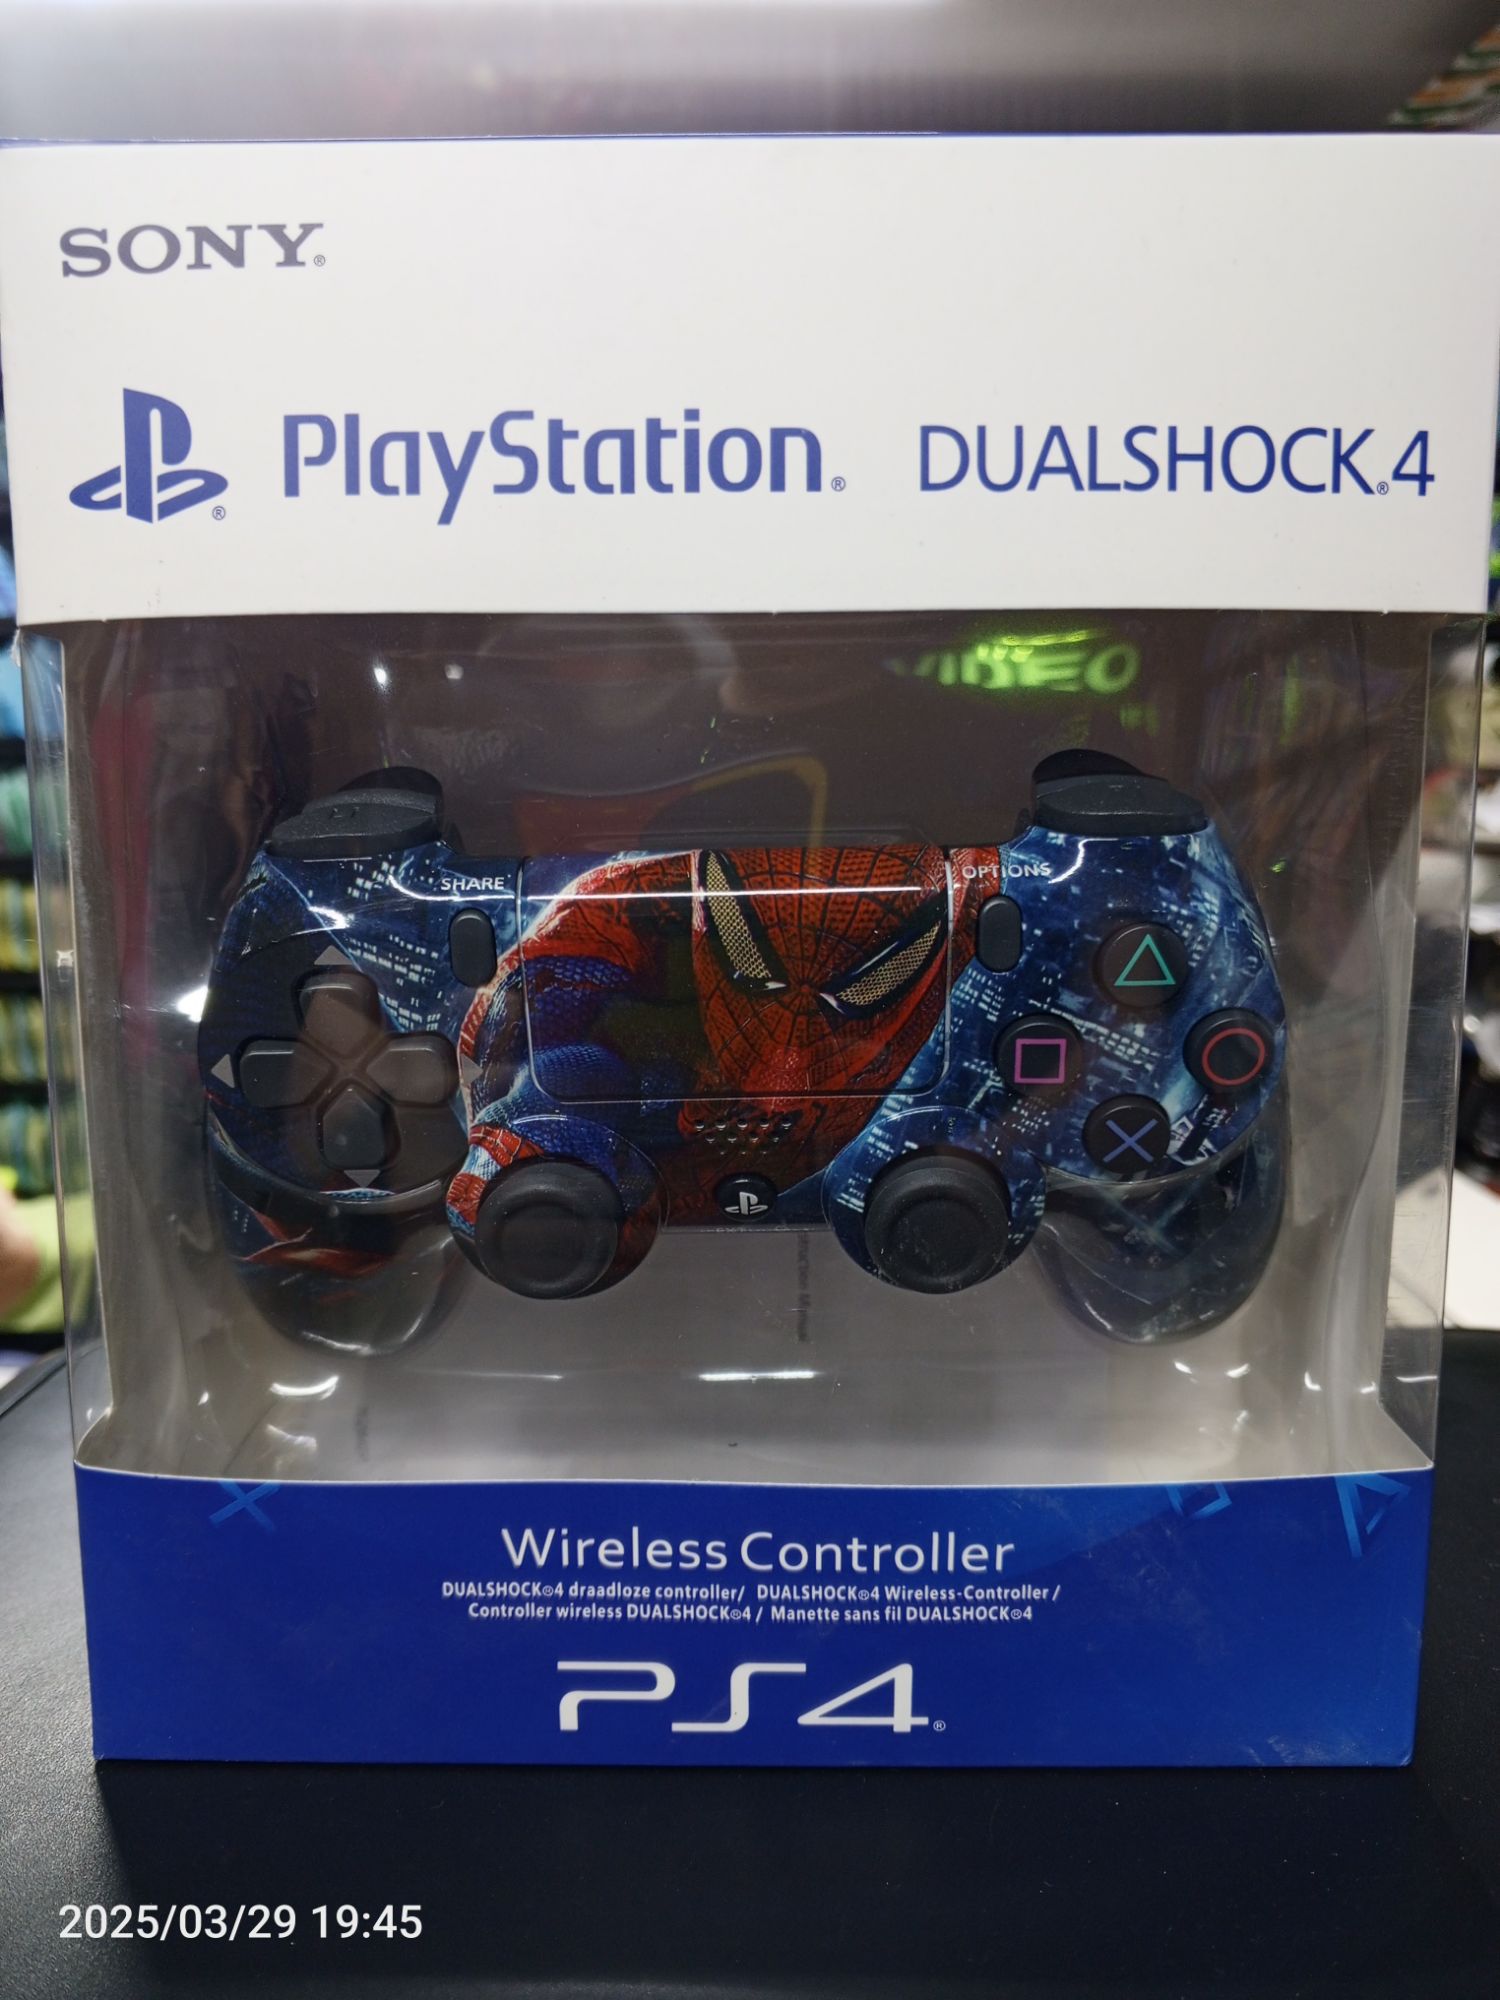 SONY®
PlayStation® DUALSHOCK®4
VIDEO
SHARE
OPTIONS
Wireless Controller
DUALSHOCK®4 draadloze controller/ DUALSHOCK®4 Wireless-Controller /
Controller wireless DUALSHOCK®4 / Manette sans fil DUALSHOCK®4
PS4®
2025/03/29 19:45